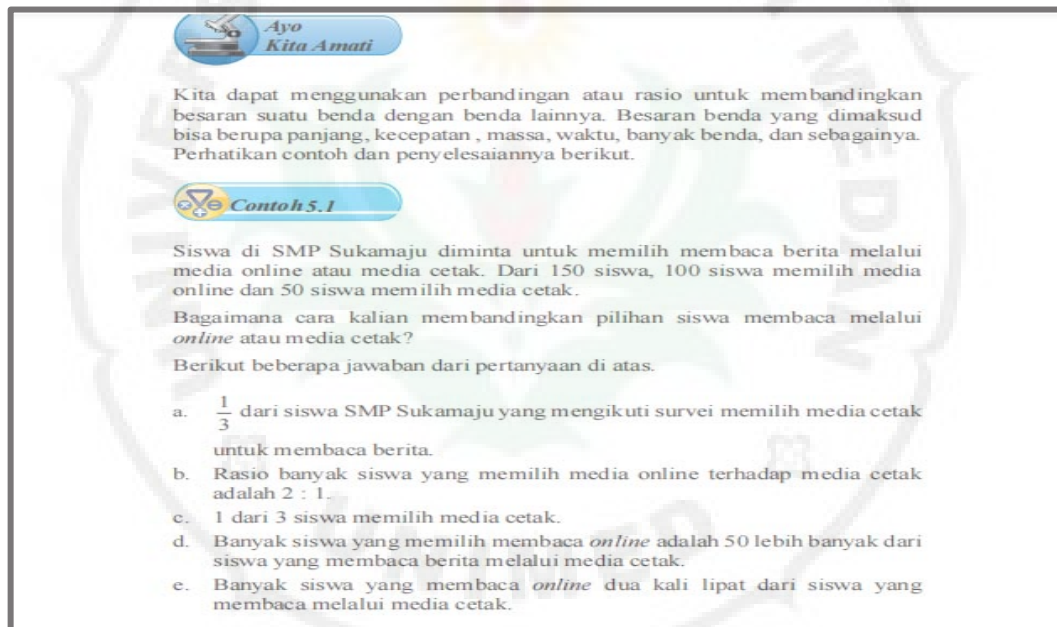 Ayo
Kita Amati
Kita dapat menggunakan perbandingan atau rasio untuk membandingkan
besaran suatu benda dengan benda lainnya. Besaran benda yang dimaksud
bisa berupa panjang, kecepatan , massa, waktu, banyak benda, dan sebagainya.
Perhatikan contoh dan penyelesaiannya berikut.
Contoh 5.1
Siswa di SMP Sukamaju diminta untuk memilih membaca berita melalui
media online atau media cetak. Dari 150 siswa, 100 siswa memilih media
online dan 50 siswa memilih media cetak.
Bagaimana cara kalian membandingkan pilihan siswa membaca melalui
online atau media cetak?
Berikut beberapa jawaban dari pertanyaan di atas.
a. 1/3 dari siswa SMP Sukamaju yang mengikuti survei memilih media cetak
untuk membaca berita.
b. Rasio banyak siswa yang memilih media online terhadap media cetak
adalah 2 : 1.
c. 1 dari 3 siswa memilih media cetak.
d. Banyak siswa yang memilih membaca online adalah 50 lebih banyak dari
siswa yang membaca berita melalui media cetak.
e. Banyak siswa yang membaca online dua kali lipat dari siswa yang
membaca melalui media cetak.
UNIMED